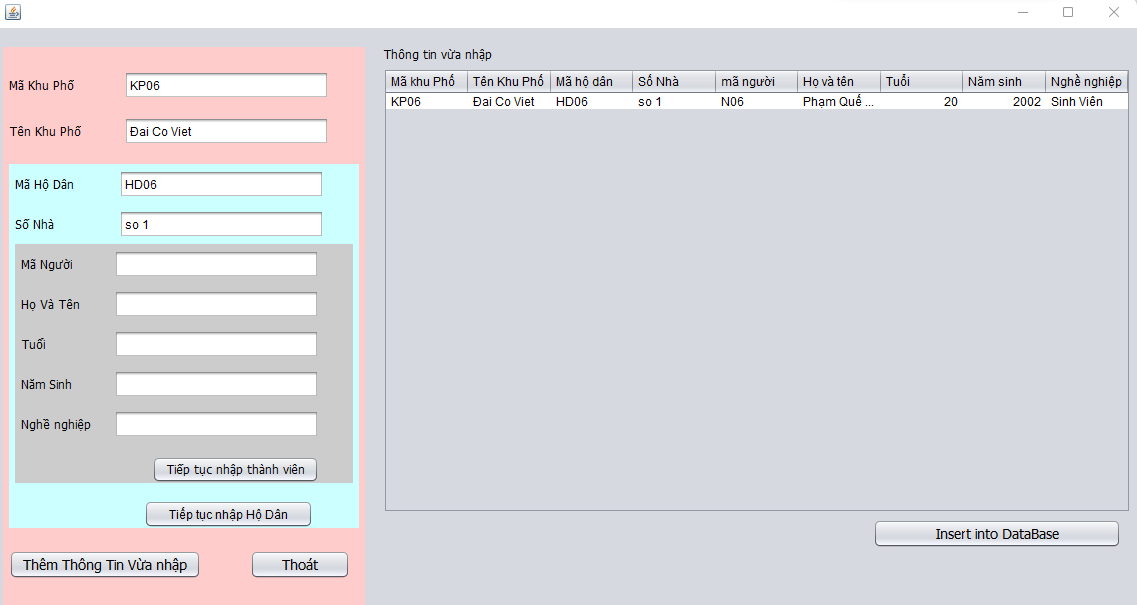 Mã Khu Phố KP06
Tên Khu Phố Đai Co Viet
Mã Hộ Dân HD06
Số Nhà so 1
Mã Người
Họ Và Tên
Tuổi
Năm Sinh
Nghề nghiệp
Tiếp tục nhập thành viên
Tiếp tục nhập Hộ Dân
Thêm Thông Tin Vừa nhập Thoát
Thông tin vừa nhập
Mã khu Phố Tên Khu Phố Mã hộ dân Số Nhà mã người Họ và tên Tuổi Năm sinh Nghề nghiệp
KP06 Đai Co Viet HD06 so 1 N06 Phạm Quế ... 20 2002 Sinh Viên
Insert into DataBase